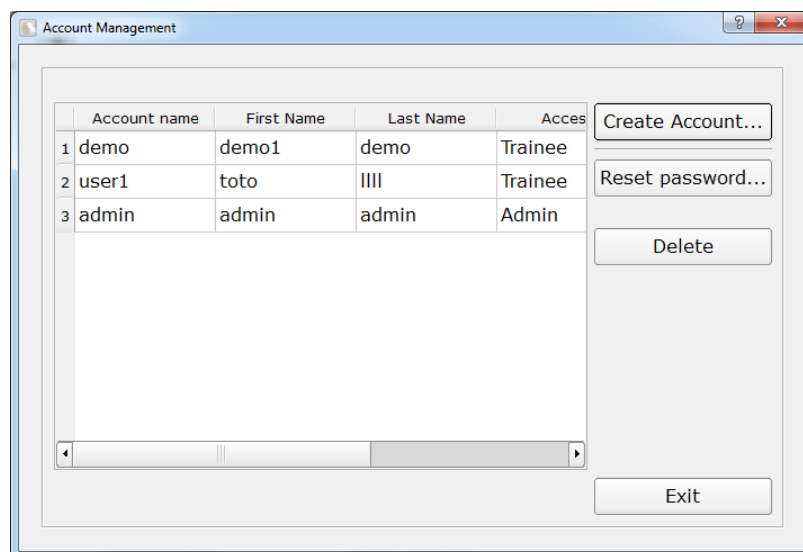 Account Management
Account name First Name Last Name Acces
1 demo demo1 demo Trainee
2 user1 toto llll Trainee
3 admin admin admin Admin
Create Account...
Reset password...
Delete
Exit